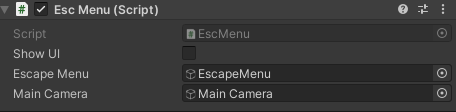 Esc Menu (Script)
Script EscMenu
Show UI
Escape Menu EscapeMenu
Main Camera Main Camera